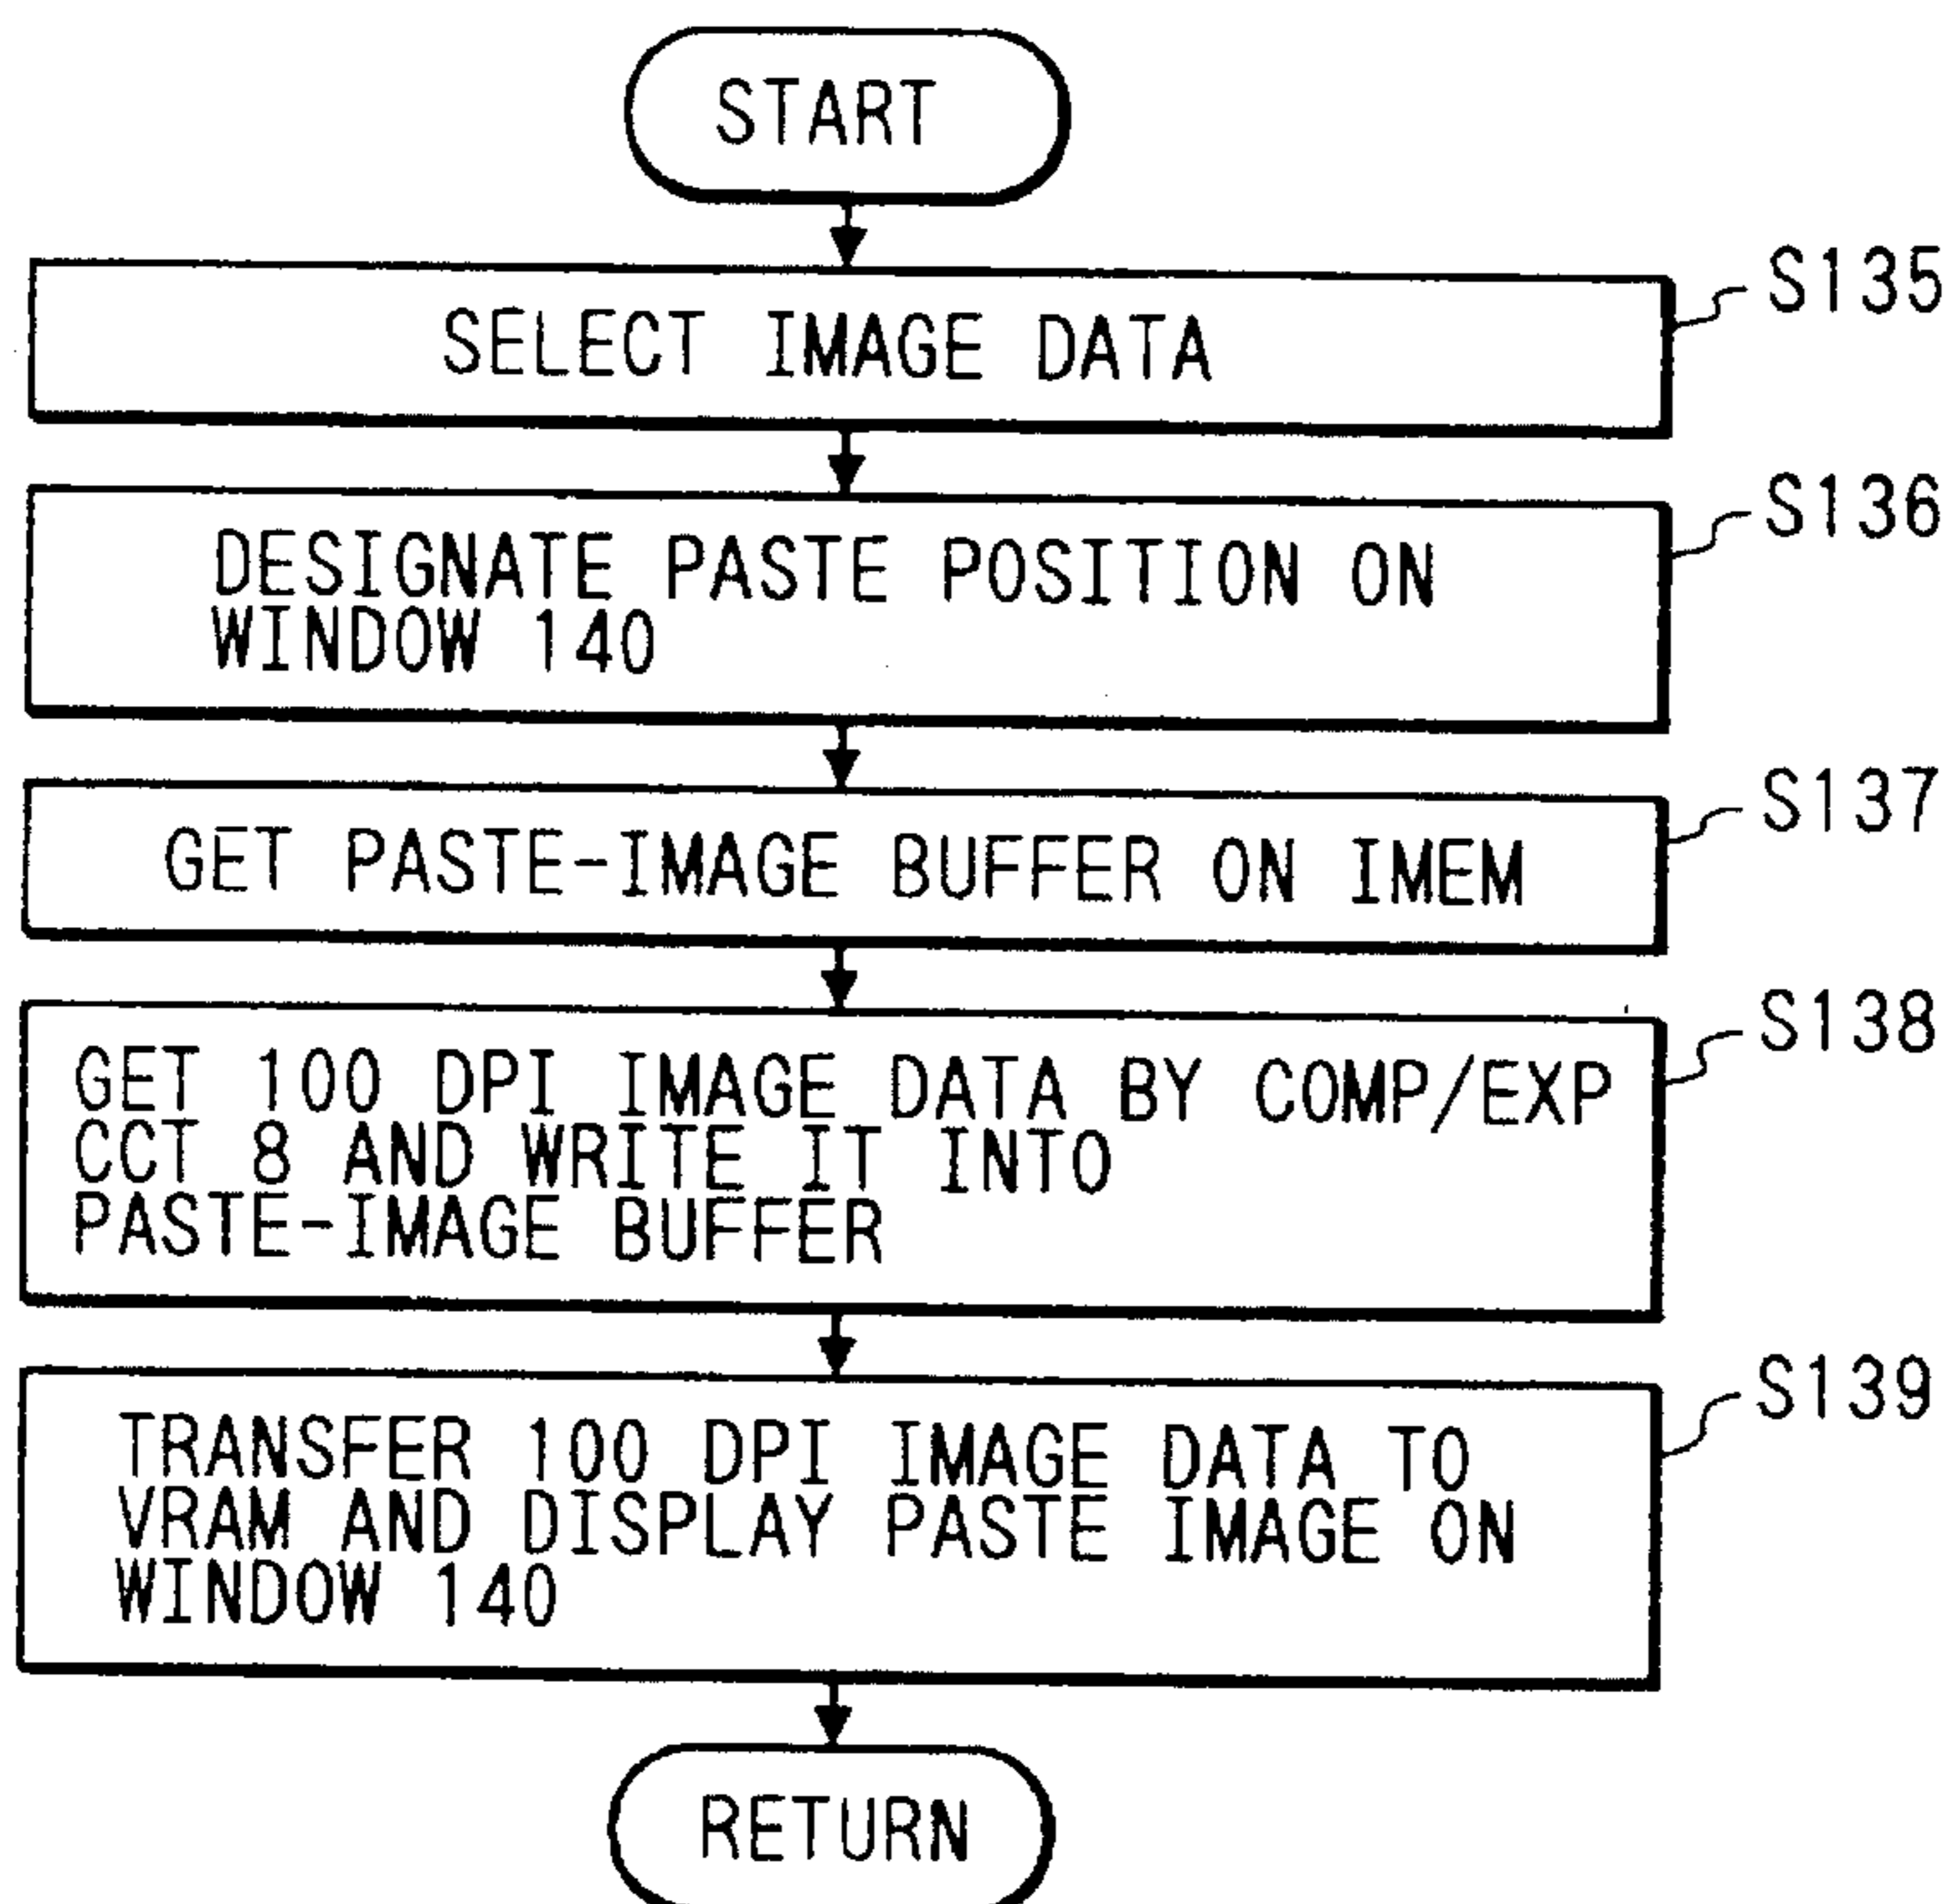 START
S135
SELECT IMAGE DATA
S136
DESIGNATE PASTE POSITION ON
WINDOW 140
S137
GET PASTE-IMAGE BUFFER ON IMEM
S138
GET 100 DPI IMAGE DATA BY COMP/EXP
CCT 8 AND WRITE IT INTO
PASTE-IMAGE BUFFER
S139
TRANSFER 100 DPI IMAGE DATA TO
VRAM AND DISPLAY PASTE IMAGE ON
WINDOW 140
RETURN